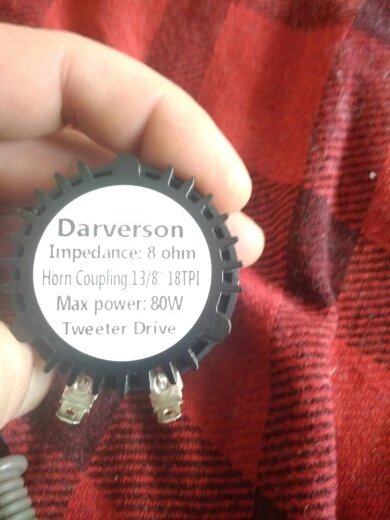 Darverson
Impedance: 8 ohm
Horn Coupling:13/8" 18TPI
Max power: 80W
Tweeter Drive